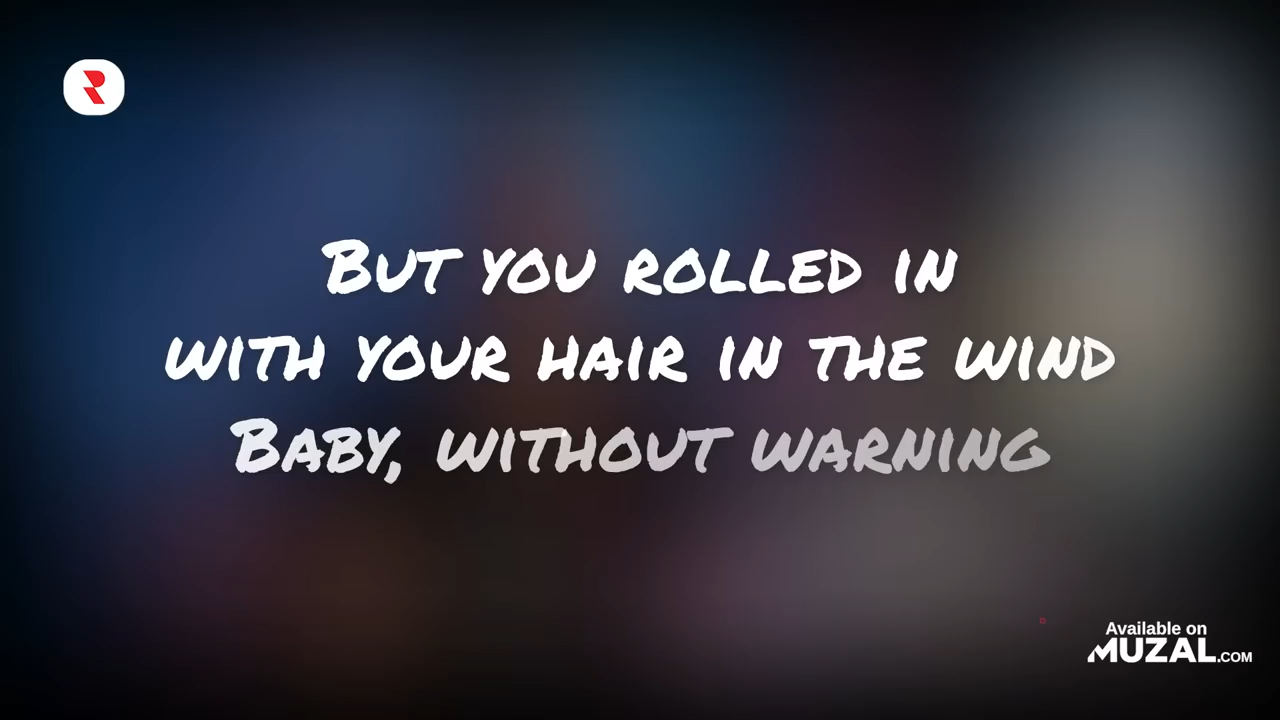 But you rolled in
with your hair in the wind
Baby, without warning
Available on
MUZAL.COM